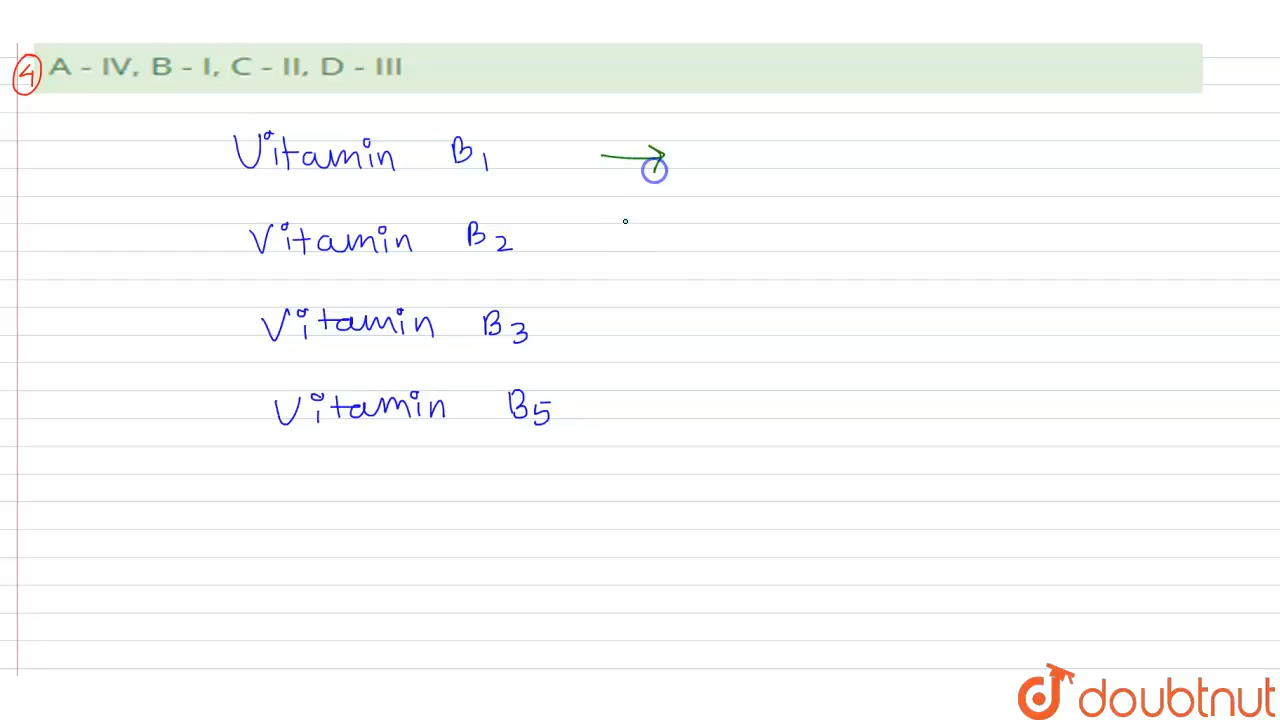 4 A - IV, B - I, C - II, D - III
Vitamin B1 →
Vitamin B2
Vitamin B3
Vitamin B5
doubtnut